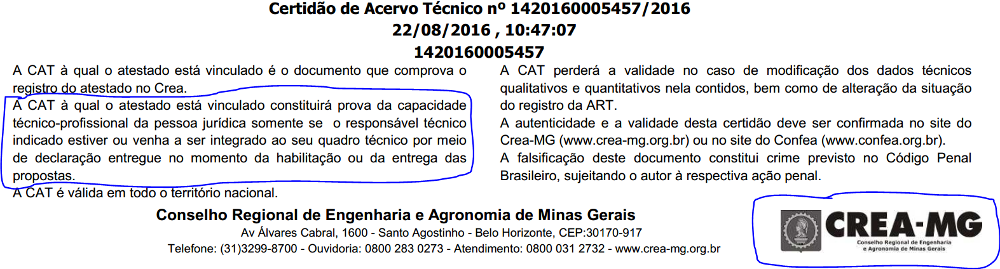 Certidão de Acervo Técnico nº 1420160005457/2016
22/08/2016 , 10:47:07
1420160005457
A CAT à qual o atestado está vinculado é o documento que comprova o
registro do atestado no Crea.
A CAT à qual o atestado está vinculado constituirá prova da capacidade
técnico-profissional da pessoa jurídica somente se o responsável técnico
indicado estiver ou venha a ser integrado ao seu quadro técnico por meio
de declaração entregue no momento da habilitação ou da entrega das
propostas.
A CAT é válida em todo o território nacional.
A CAT perderá a validade no caso de modificação dos dados técnicos
qualitativos e quantitativos nela contidos, bem como de alteração da situação
do registro da ART.
A autenticidade e a validade desta certidão deve ser confirmada no site do
Crea-MG (www.crea-mg.org.br) ou no site do Confea (www.confea.org.br).
A falsificação deste documento constitui crime previsto no Código Penal
Brasileiro, sujeitando o autor à respectiva ação penal.
Conselho Regional de Engenharia e Agronomia de Minas Gerais
Av Álvares Cabral, 1600 - Santo Agostinho - Belo Horizonte, CEP:30170-917
Telefone: (31)3299-8700 - Ouvidoria: 0800 283 0273 - Atendimento: 0800 031 2732 - www.crea-mg.org.br
CREA-MG
Conselho Regional de Engenharia
e Agronomia de Minas Gerais